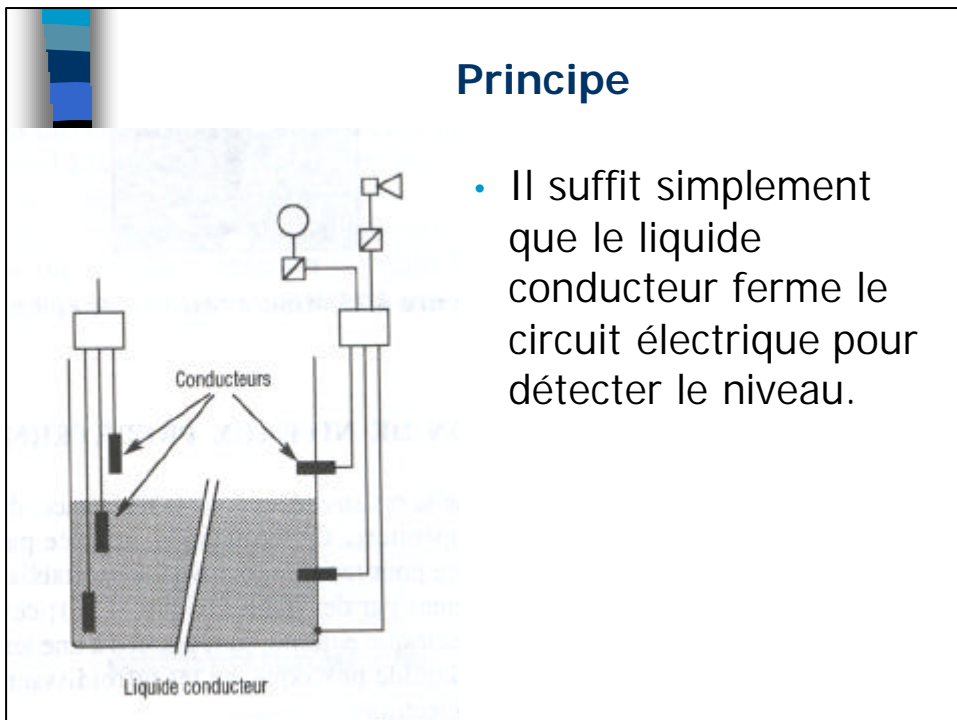 Principe
• Il suffit simplement
que le liquide
conducteur ferme le
circuit électrique pour
détecter le niveau.
Conducteurs
Liquide conducteur